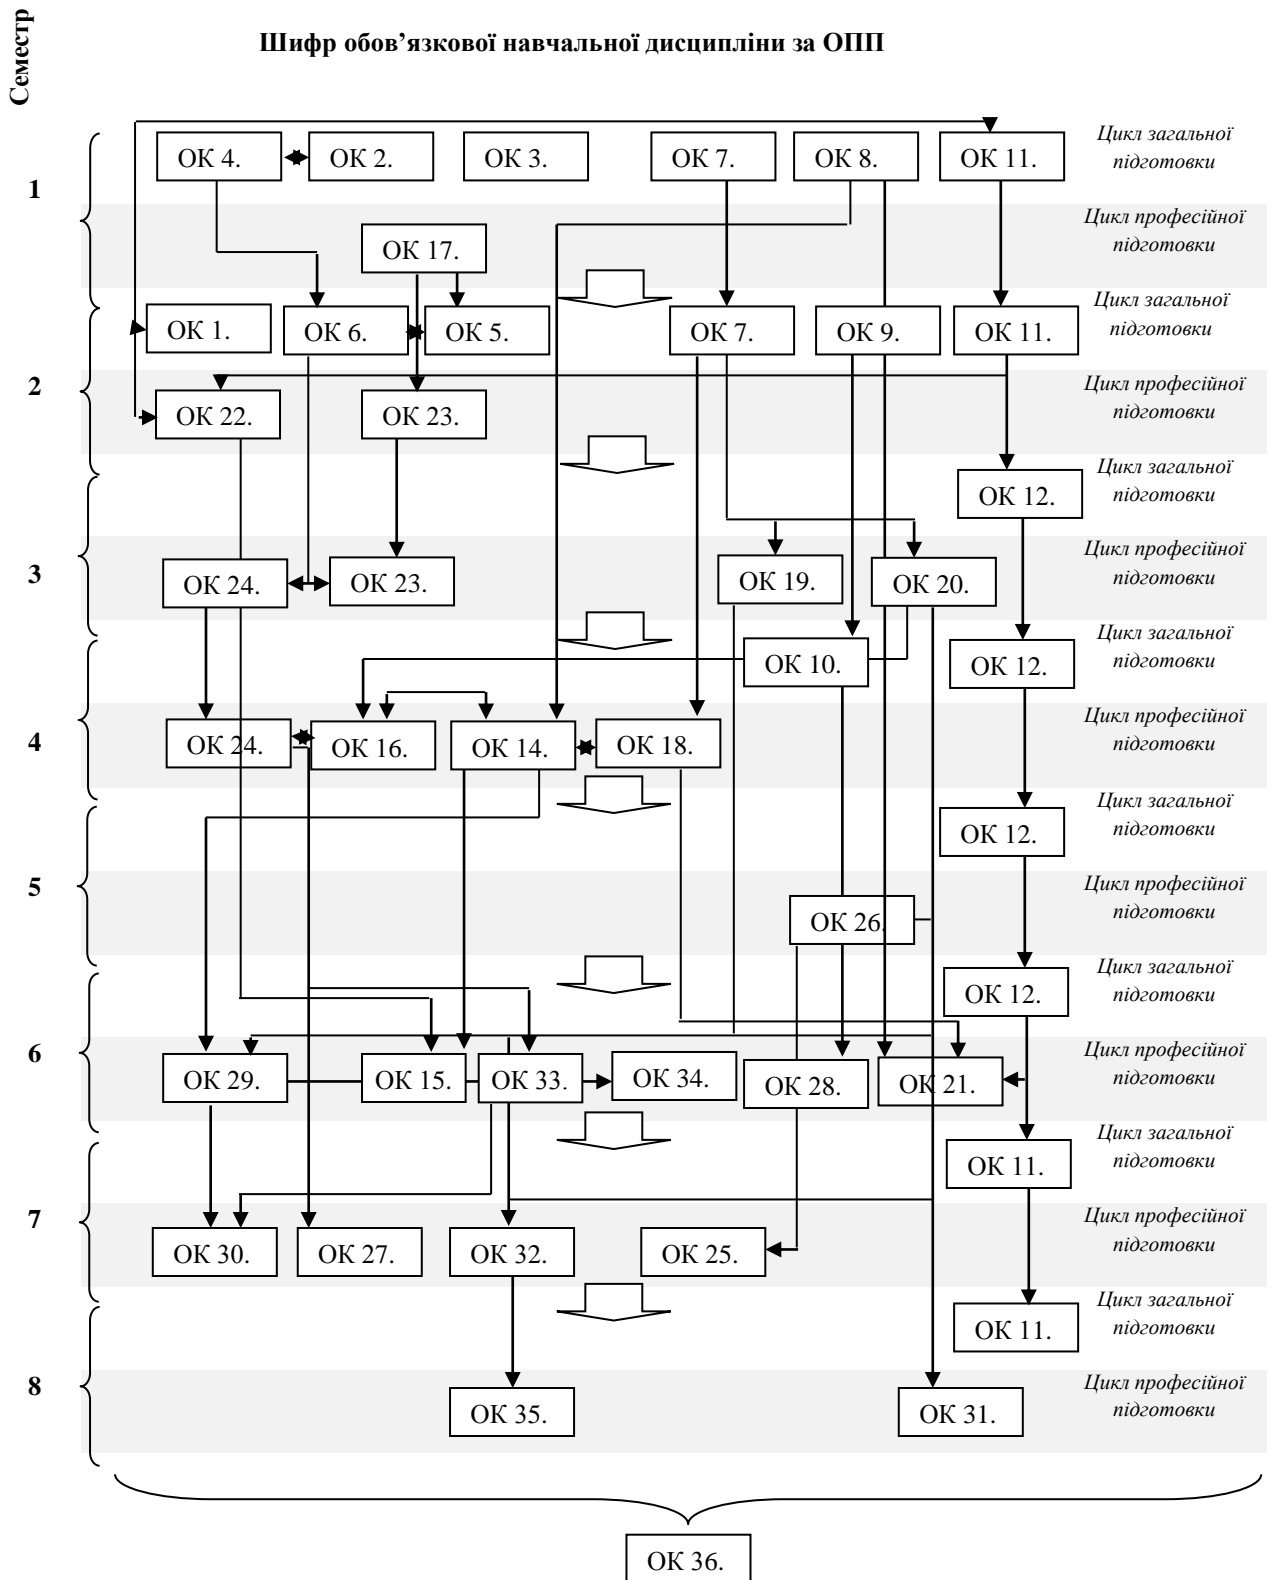 Семестр
Шифр обов’язкової навчальної дисципліни за ОПП
Цикл загальної
підготовки
ОК 4.
ОК 2.
ОК 3.
ОК 7.
ОК 8.
ОК 11.
1
Цикл професійної
підготовки
ОК 17.
Цикл загальної
підготовки
ОК 1.
ОК 6.
ОК 5.
ОК 7.
ОК 9.
ОК 11.
2
Цикл професійної
підготовки
ОК 22.
ОК 23.
Цикл загальної
підготовки
ОК 12.
3
Цикл професійної
підготовки
ОК 24.
ОК 23.
ОК 19.
ОК 20.
Цикл загальної
підготовки
ОК 10.
ОК 12.
4
Цикл професійної
підготовки
ОК 24.
ОК 16.
ОК 14.
ОК 18.
Цикл загальної
підготовки
ОК 12.
5
Цикл професійної
підготовки
ОК 26.
Цикл загальної
підготовки
ОК 12.
6
Цикл професійної
підготовки
ОК 29.
ОК 15.
ОК 33.
ОК 34.
ОК 28.
ОК 21.
Цикл загальної
підготовки
ОК 11.
7
Цикл професійної
підготовки
ОК 30.
ОК 27.
ОК 32.
ОК 25.
Цикл загальної
підготовки
ОК 11.
8
Цикл професійної
підготовки
ОК 35.
ОК 31.
ОК 36.